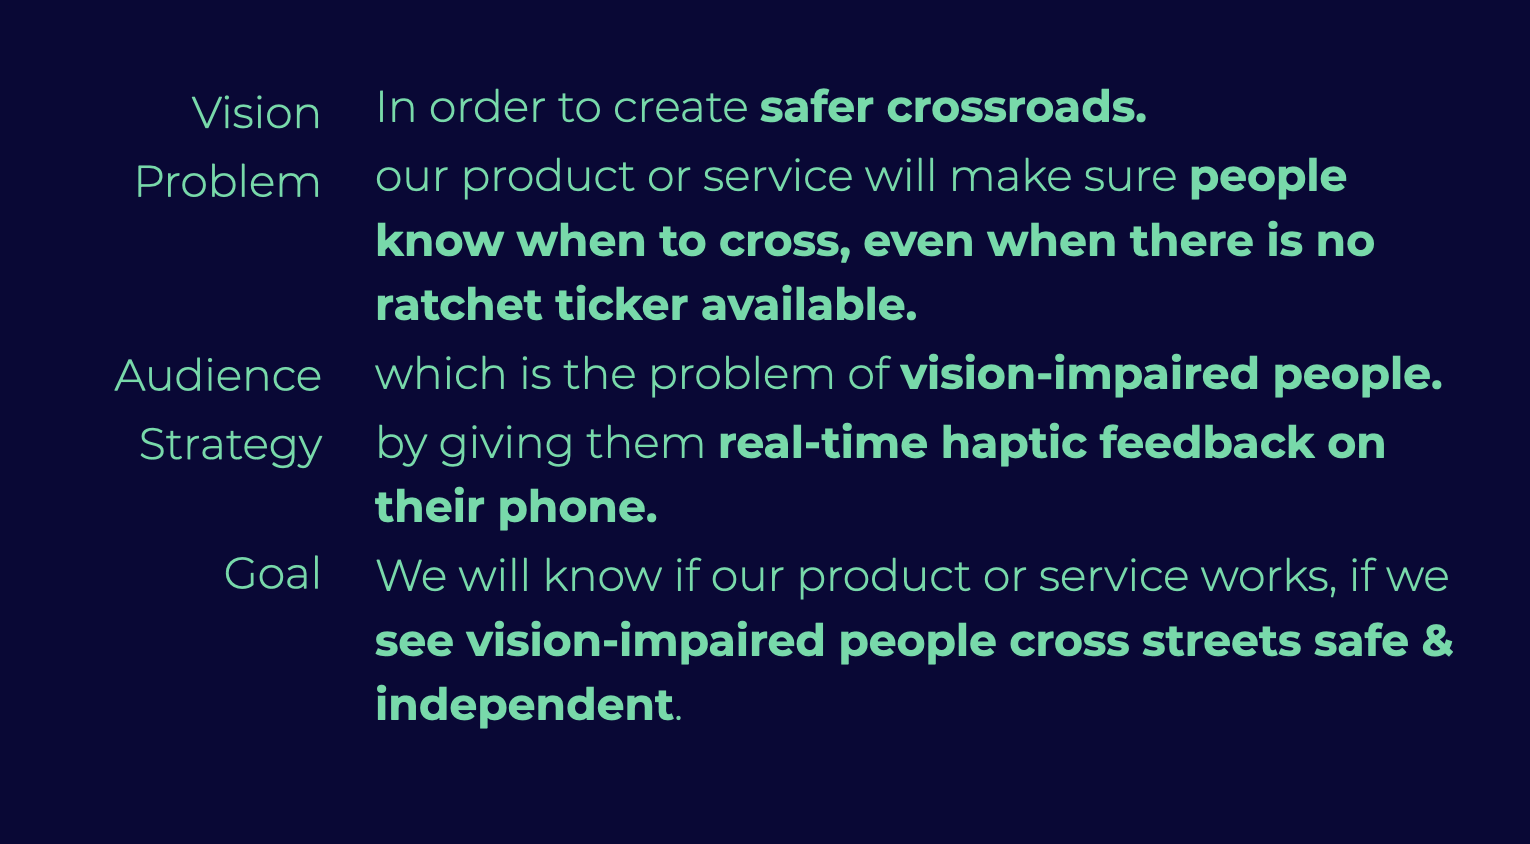 Vision In order to create safer crossroads.
Problem our product or service will make sure people
know when to cross, even when there is no
ratchet ticker available.
Audience which is the problem of vision-impaired people.
Strategy by giving them real-time haptic feedback on
their phone.
Goal We will know if our product or service works, if we
see vision-impaired people cross streets safe &
independent.